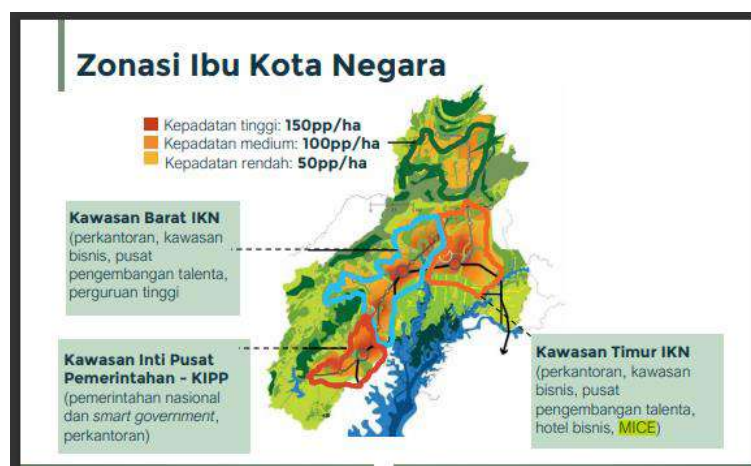 Zonasi Ibu Kota Negara
Kepadatan tinggi: 150pp/ha
Kepadatan medium: 100pp/ha
Kepadatan rendah: 50pp/ha
Kawasan Barat IKN
(perkantoran, kawasan
bisnis, pusat
pengembangan talenta,
perguruan tinggi
Kawasan Inti Pusat
Pemerintahan - KIPP
(pemerintahan nasional
dan smart government,
perkantoran)
Kawasan Timur IKN
(perkantoran, kawasan
bisnis, pusat
pengembangan talenta,
hotel bisnis, MICE)